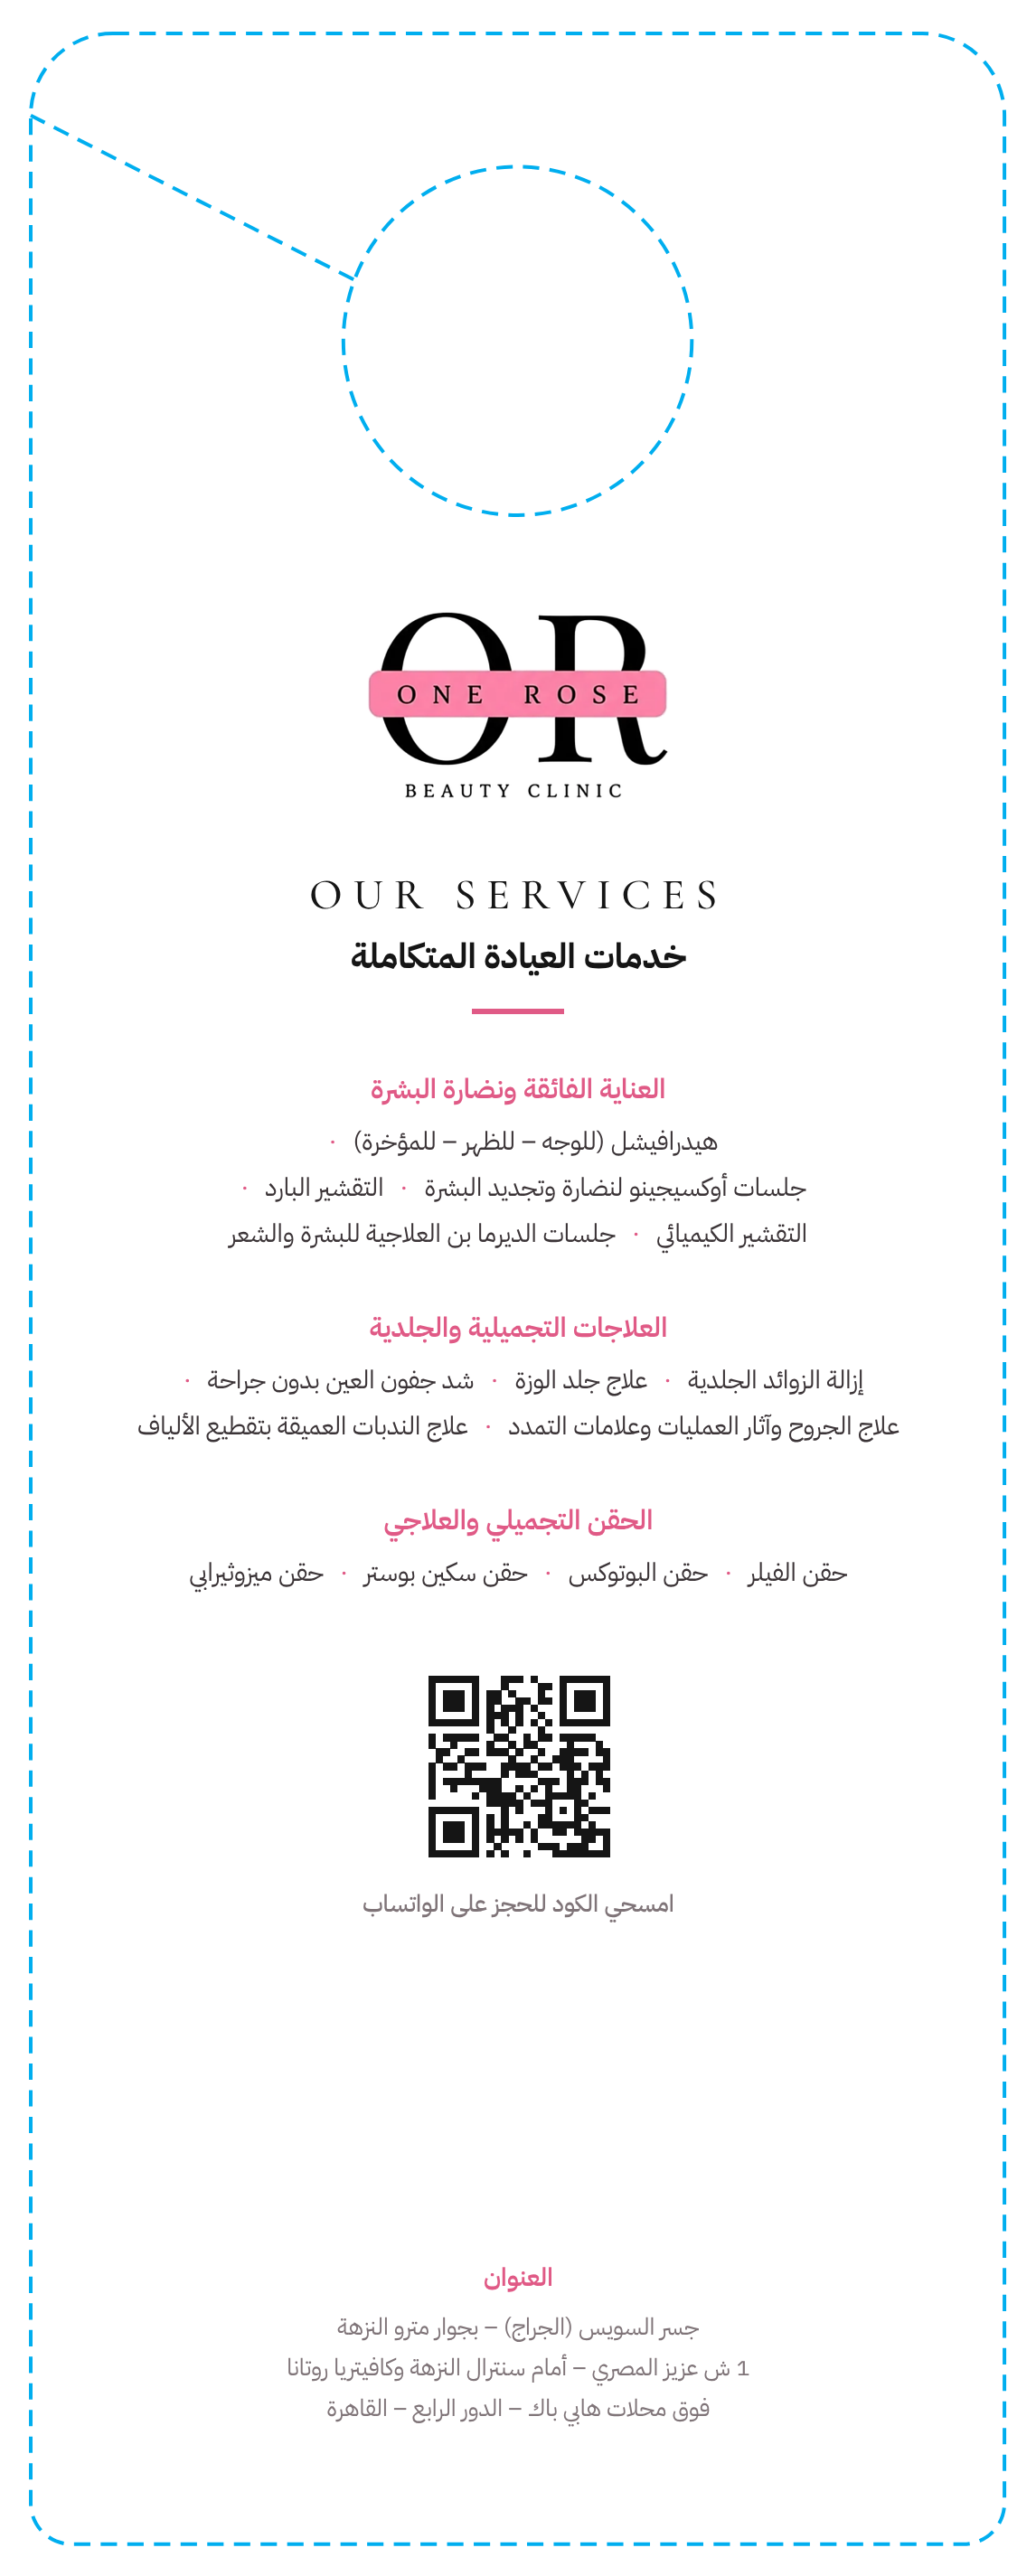 OR
ONE ROSE
BEAUTY CLINIC
OUR SERVICES
خدمات العيادة المتكاملة
العناية الفائقة ونضارة البشرة
هيدرافيشل (للوجه – للظهر – للمؤخرة) ·
جلسات أوكسيجينو لنضارة وتجديد البشرة · التقشير البارد ·
التقشير الكيميائي · جلسات الديرما بن العلاجية للبشرة والشعر
العلاجات التجميلية والجلدية
إزالة الزوائد الجلدية · علاج جلد الوزة · شد جفون العين بدون جراحة ·
علاج الجروح وآثار العمليات وعلامات التمدد · علاج الندبات العميقة بتقطيع الألياف
الحقن التجميلي والعلاجي
حقن الفيلر · حقن البوتوكس · حقن سكين بوستر · حقن ميزوثيرابي
امسحي الكود للحجز على الواتساب
العنوان
جسر السويس (الجراج) – بجوار مترو النزهة
1 ش عزيز المصري – أمام سنترال النزهة وكافيتريا روتانا
فوق محلات هابي باك – الدور الرابع – القاهرة